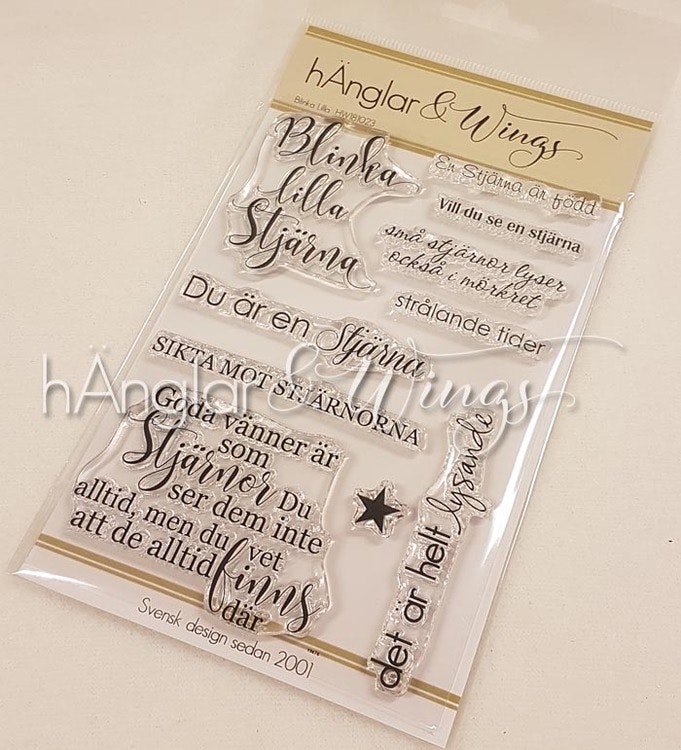 hÄnglar & Wings
Blinka Lilla HW181023
Blinka
lilla
Stjärna
En Stjärna är född
Vill du se en stjärna
små stjärnor lyser
också i mörkret
strålande tider
Du är en Stjärna
SIKTA MOT STJÄRNORNA
hÄnglar & Wings
Goda vänner är
som
Stjärnor Du
ser dem inte
alltid, men du vet
att de alltid finns
där
det är helt lysande
Svensk design sedan 2001